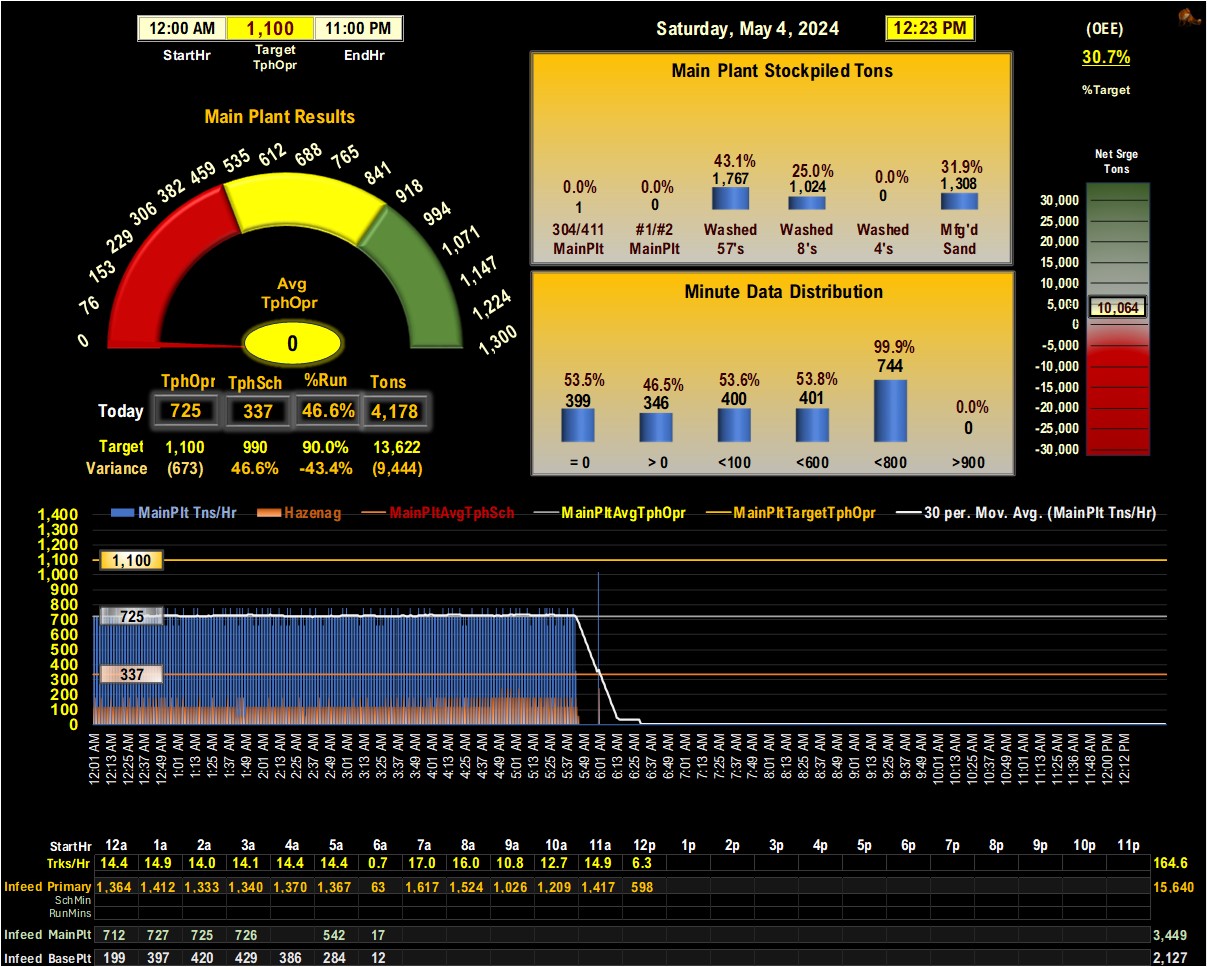 12:00 AM 1,100 11:00 PM
StartHr Target TphOpr EndHr
Saturday, May 4, 2024 12:23 PM
(OEE)
30.7%
%Target
Main Plant Results
0 76 153 229 306 382 459 535 612 688 765 841 918 994 1,071 1,147 1,224 1,300
Avg
TphOpr
0
TphOpr TphSch %Run Tons
Today 725 337 46.6% 4,178
Target 1,100 990 90.0% 13,622
Variance (673) 46.6% -43.4% (9,444)
Main Plant Stockpiled Tons
0.0% 0.0% 43.1% 25.0% 0.0% 31.9%
1 0 1,767 1,024 0 1,308
304/411 #1/#2 Washed Washed Washed Mfg'd
MainPlt MainPlt 57's 8's 4's Sand
Minute Data Distribution
53.5% 46.5% 53.6% 53.8% 99.9% 0.0%
399 346 400 401 744 0
= 0 > 0 <100 <600 <800 >900
Net Srge
Tons
30,000
25,000
20,000
15,000
10,000
5,000
10,064
0
-5,000
-10,000
-15,000
-20,000
-25,000
-30,000
MainPlt Tns/Hr Hazenag MainPltAvgTphSch MainPltAvgTphOpr MainPltTargetTphOpr 30 per. Mov. Avg. (MainPlt Tns/Hr)
1,400
1,300
1,200
1,100
1,000
900
800
700
600
500
400
300
200
100
0
1,100
725
337
12:01 AM 12:13 AM 12:25 AM 12:37 AM 12:49 AM 1:01 AM 1:13 AM 1:25 AM 1:37 AM 1:49 AM 2:01 AM 2:13 AM 2:25 AM 2:37 AM 2:49 AM 3:01 AM 3:13 AM 3:25 AM 3:37 AM 3:49 AM 4:01 AM 4:13 AM 4:25 AM 4:37 AM 4:49 AM 5:01 AM 5:13 AM 5:25 AM 5:37 AM 5:49 AM 6:01 AM 6:13 AM 6:25 AM 6:37 AM 6:49 AM 7:01 AM 7:13 AM 7:25 AM 7:37 AM 7:49 AM 8:01 AM 8:13 AM 8:25 AM 8:37 AM 8:49 AM 9:01 AM 9:13 AM 9:25 AM 9:37 AM 9:49 AM 10:01 AM 10:13 AM 10:25 AM 10:37 AM 10:49 AM 11:01 AM 11:13 AM 11:25 AM 11:36 AM 11:48 AM 12:00 PM 12:12 PM
StartHr 12a 1a 2a 3a 4a 5a 6a 7a 8a 9a 10a 11a 12p 1p 2p 3p 4p 5p 6p 7p 8p 9p 10p 11p
Trks/Hr 14.4 14.9 14.0 14.1 14.4 14.4 0.7 17.0 16.0 10.8 12.7 14.9 6.3 164.6
Infeed Primary 1,364 1,412 1,333 1,340 1,370 1,367 63 1,617 1,524 1,026 1,209 1,417 598 15,640
SchMin
RunMins
Infeed MainPlt 712 727 725 726 542 17 3,449
Infeed BasePlt 199 397 420 429 386 284 12 2,127